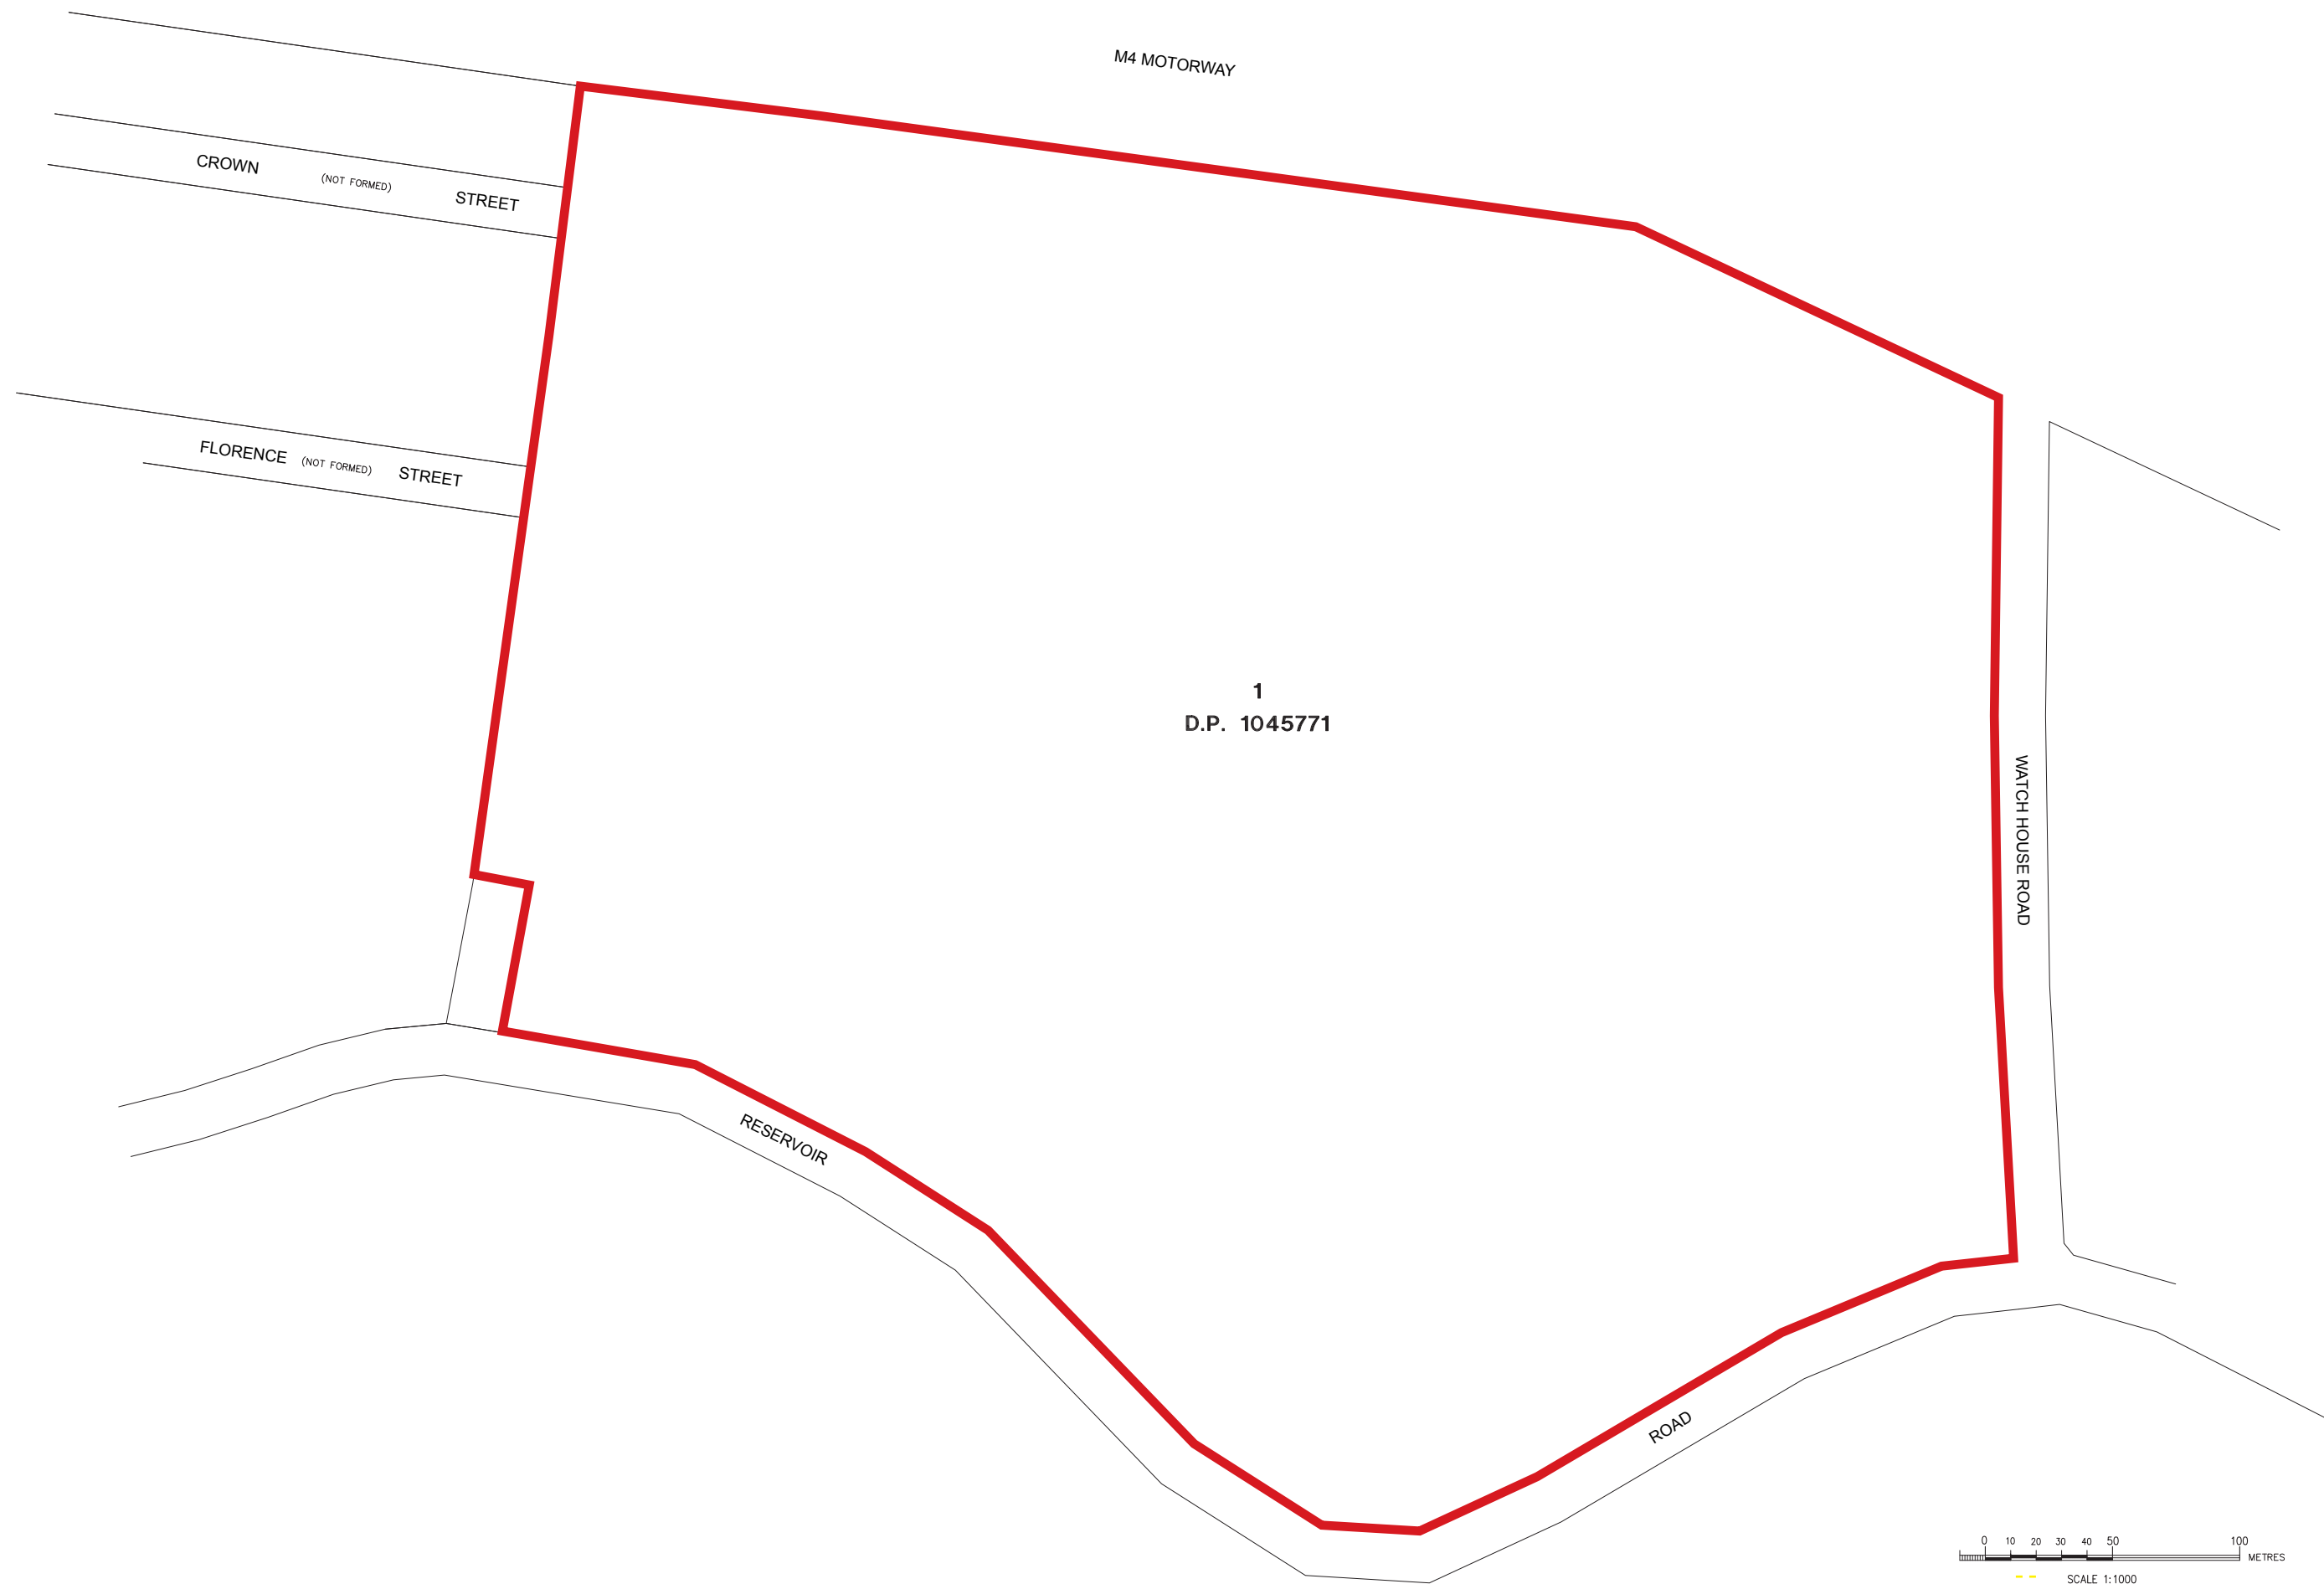 M4 MOTORWAY
CROWN (NOT FORMED) STREET
FLORENCE (NOT FORMED) STREET
1
D.P. 1045771
WATCH HOUSE ROAD
RESERVOIR
ROAD
0 10 20 30 40 50 100
METRES
SCALE 1:1000